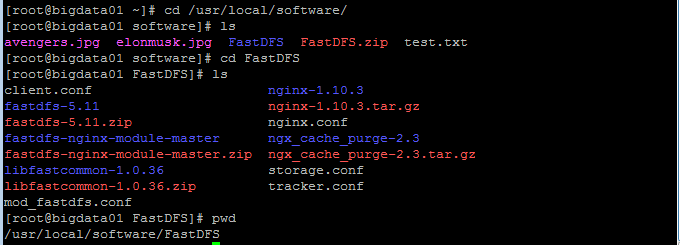 [root@bigdata01 ~]# cd /usr/local/software/
[root@bigdata01 software]# ls
avengers.jpg  elonmusk.jpg  FastDFS  FastDFS.zip  test.txt
[root@bigdata01 software]# cd FastDFS
[root@bigdata01 FastDFS]# ls
client.conf                        nginx-1.10.3
fastdfs-5.11                       nginx-1.10.3.tar.gz
fastdfs-5.11.zip                   nginx.conf
fastdfs-nginx-module-master        ngx_cache_purge-2.3
fastdfs-nginx-module-master.zip    ngx_cache_purge-2.3.tar.gz
libfastcommon-1.0.36               storage.conf
libfastcommon-1.0.36.zip           tracker.conf
mod_fastdfs.conf
[root@bigdata01 FastDFS]# pwd
/usr/local/software/FastDFS